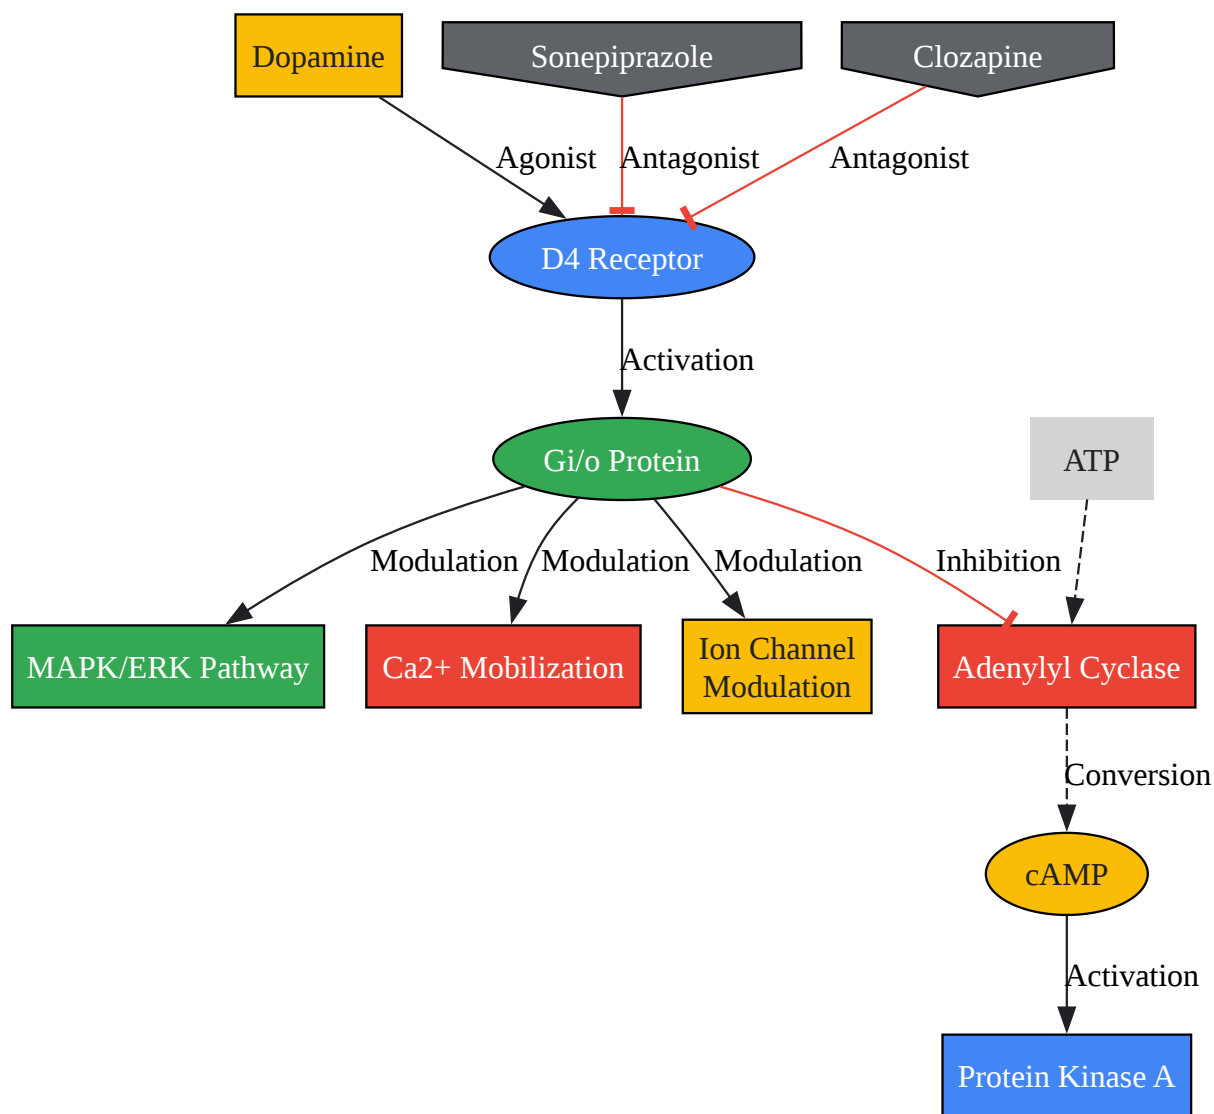 Dopamine
Sonepiprazole
Clozapine
Agonist
Antagonist
Antagonist
D4 Receptor
Activation
Gi/o Protein
ATP
Modulation
Modulation
Modulation
Inhibition
MAPK/ERK Pathway
Ca2+ Mobilization
Ion Channel
Modulation
Adenylyl Cyclase
Conversion
cAMP
Activation
Protein Kinase A